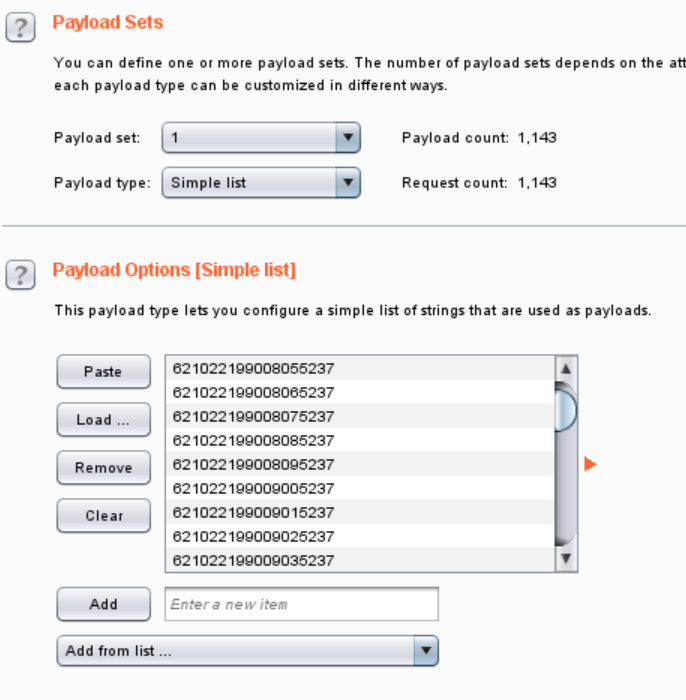 Payload Sets
You can define one or more payload sets. The number of payload sets depends on the att
each payload type can be customized in different ways.
Payload set: 1 Payload count: 1,143
Payload type: Simple list Request count: 1,143
Payload Options [Simple list]
This payload type lets you configure a simple list of strings that are used as payloads.
Paste
Load ...
Remove
Clear
621022199008055237
621022199008065237
621022199008075237
621022199008085237
621022199008095237
621022199009005237
621022199009015237
621022199009025237
621022199009035237
Add Enter a new item
Add from list ...